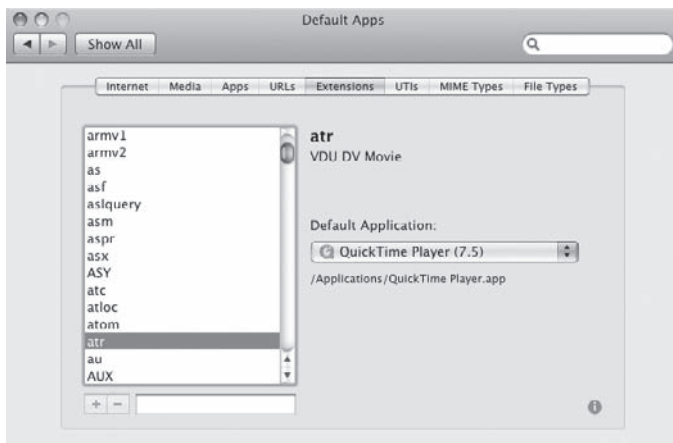 Default Apps
Show All
Internet Media Apps URLs Extensions UTIs MIME Types File Types
armv1
armv2
as
asf
aslquery
asm
aspr
asx
ASY
atc
atloc
atom
atr
au
AUX
atr
VDU DV Movie
Default Application:
QuickTime Player (7.5)
/Applications/QuickTime Player.app